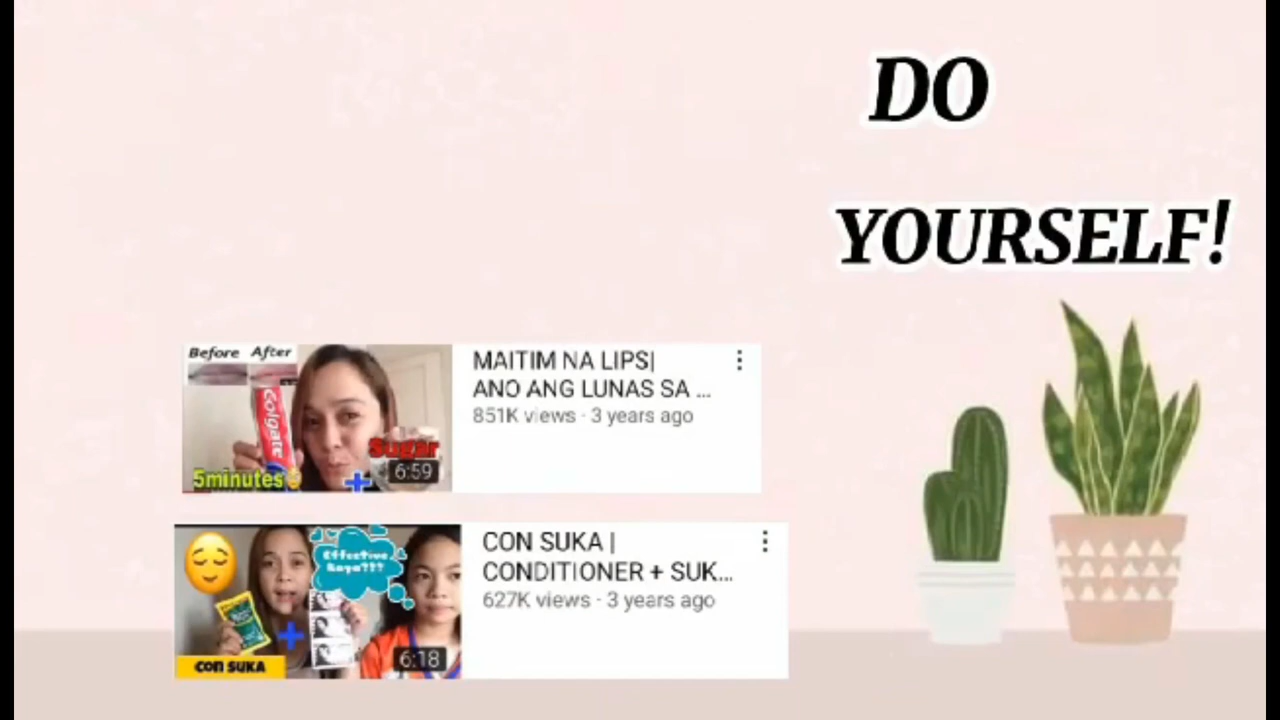 DO
YOURSELF!
Before After
Colgate
Sugar
5minutes
6:59
MAITIM NA LIPS|
ANO ANG LUNAS SA ...
851K views · 3 years ago
Effective
Baya???
CON SUKA
6:18
CON SUKA |
CONDITIONER + SUK...
627K views · 3 years ago